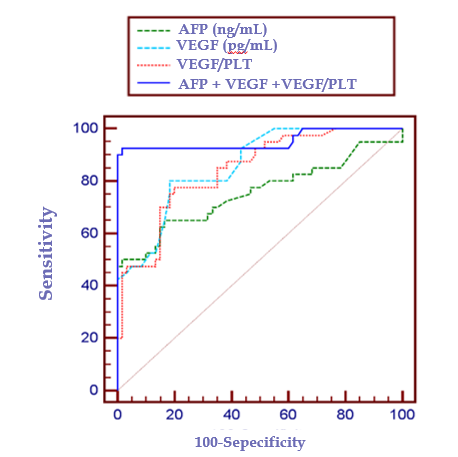 AFP (ng/mL)
VEGF (pg/mL)
VEGF/PLT
AFP + VEGF +VEGF/PLT
100
80
60
40
20
0
Sensitivity
0 20 40 60 80 100
100-Sepecificity